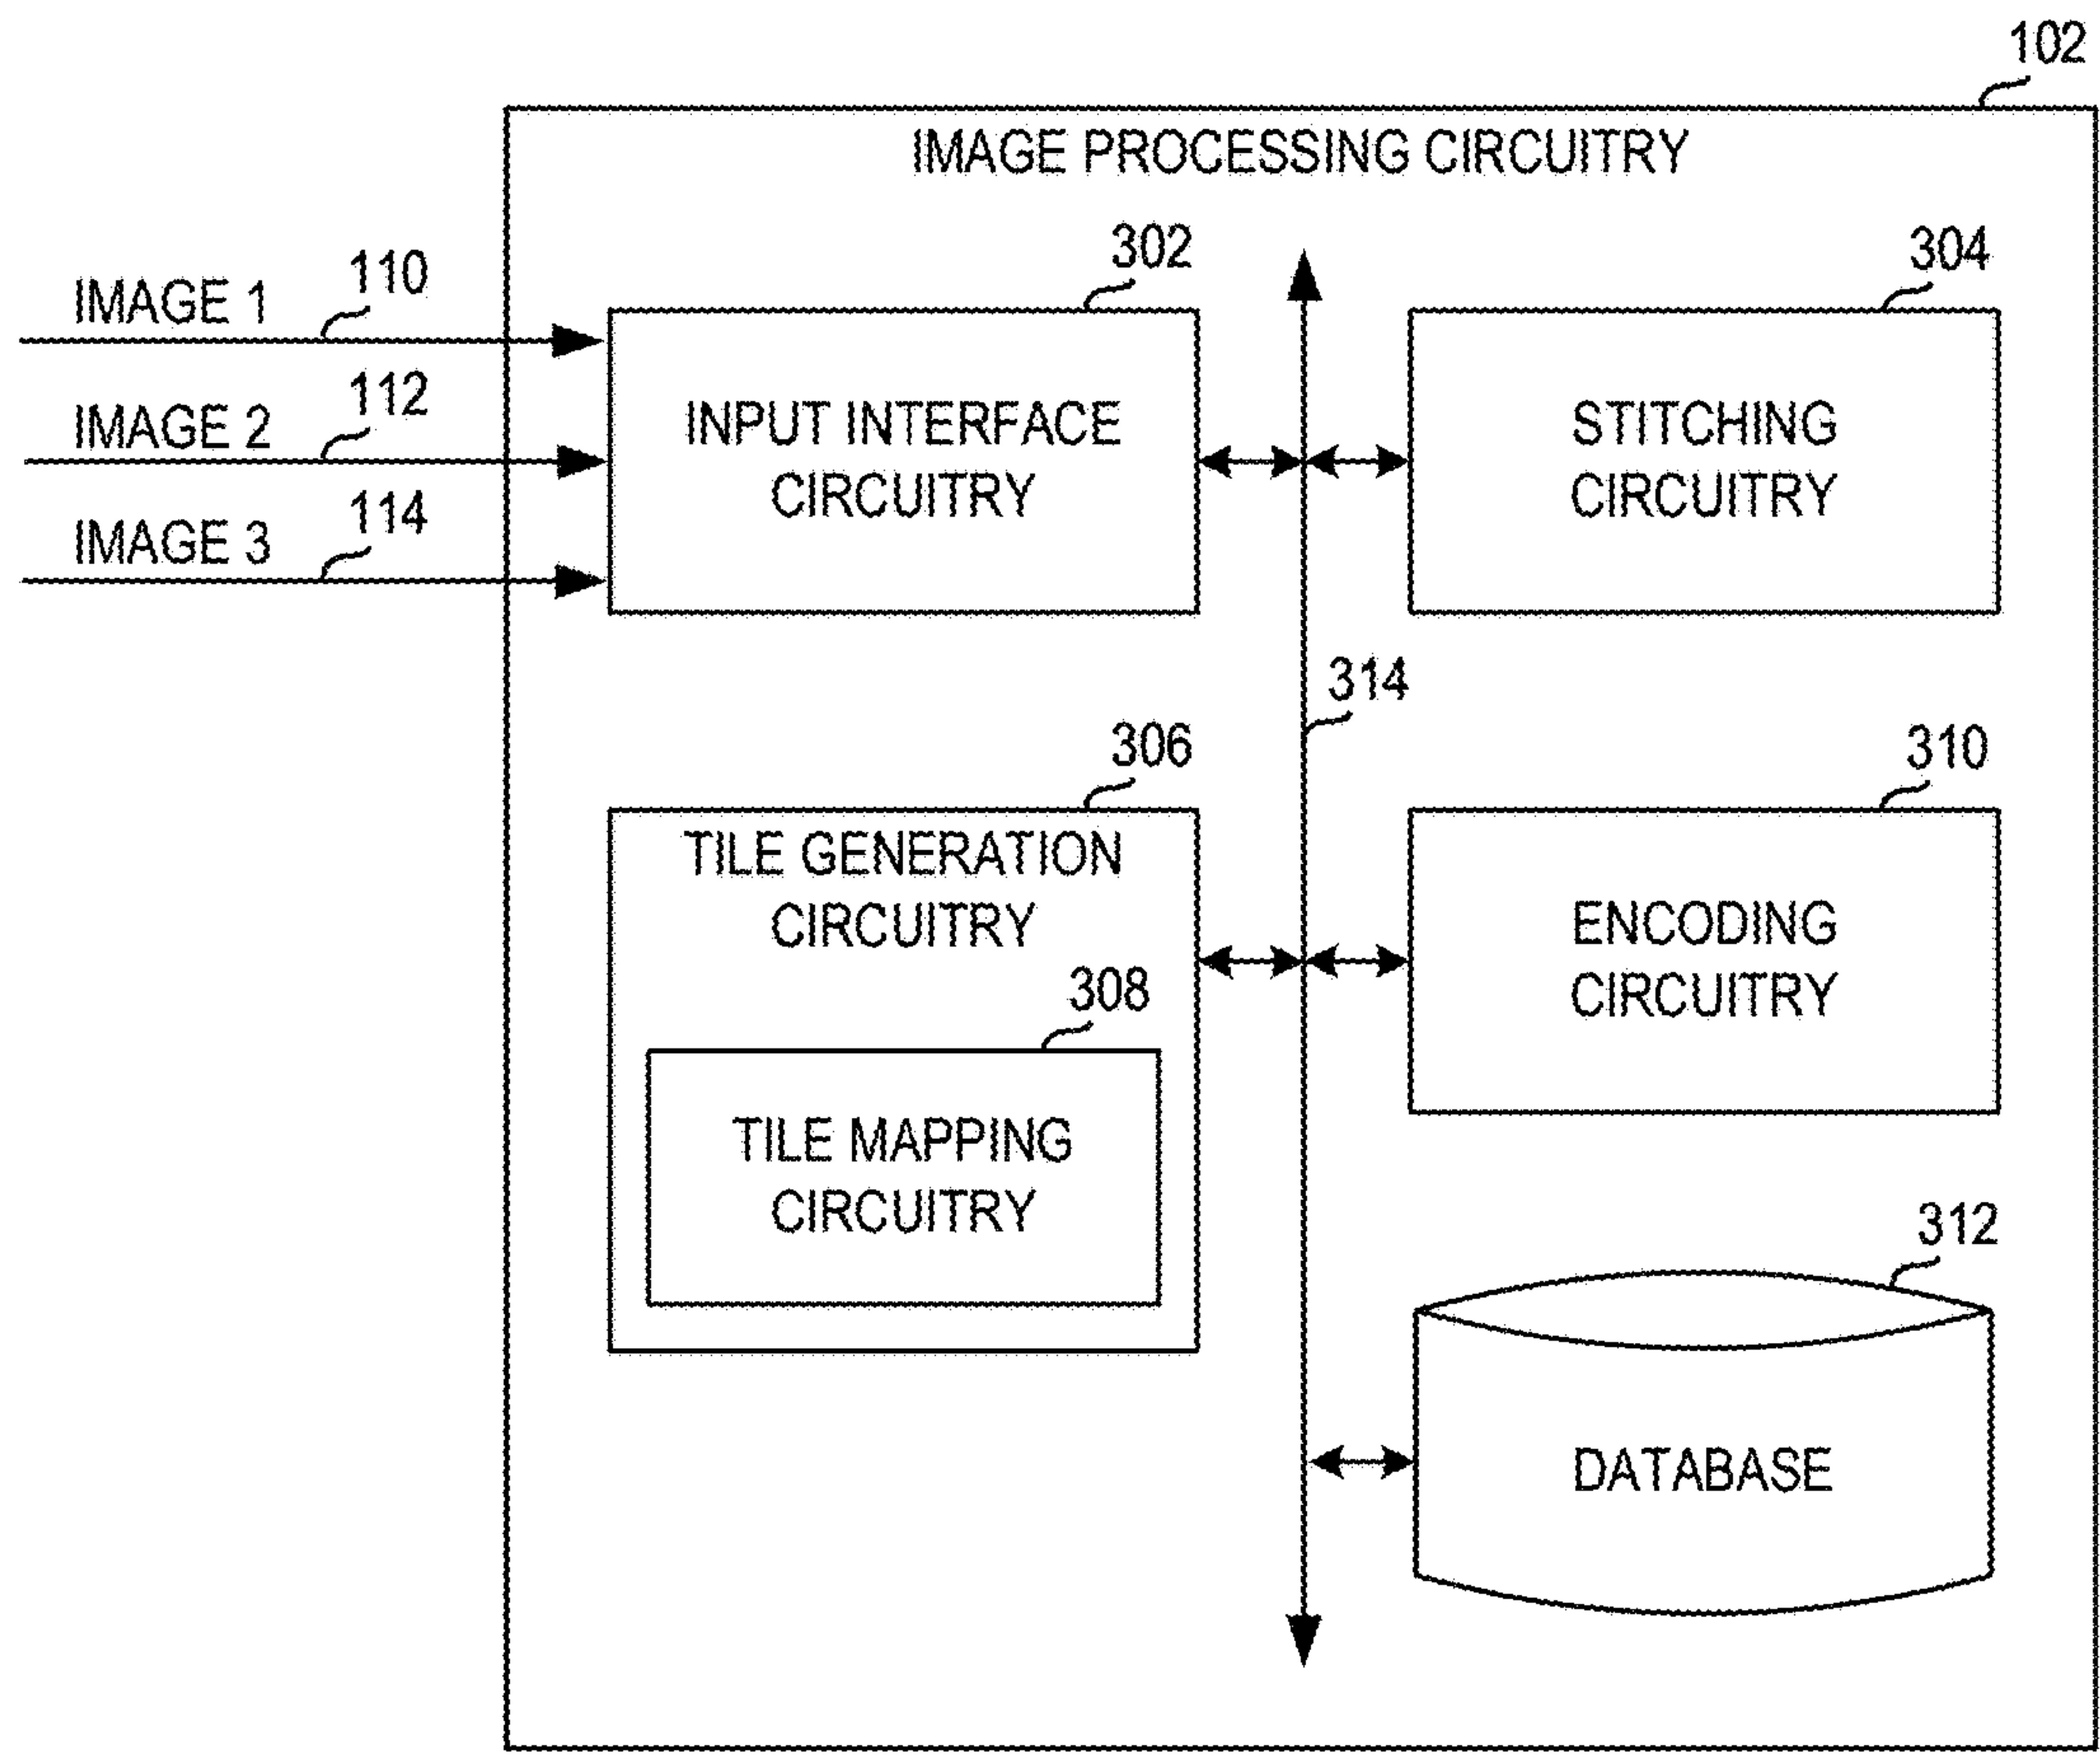 102
IMAGE PROCESSING CIRCUITRY
302
304
IMAGE 1
110
IMAGE 2
112
IMAGE 3
114
INPUT INTERFACE
CIRCUITRY
STITCHING
CIRCUITRY
314
306
310
TILE GENERATION
CIRCUITRY
308
TILE MAPPING
CIRCUITRY
ENCODING
CIRCUITRY
312
DATABASE